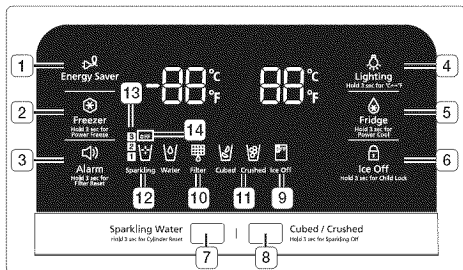 1
Energy Saver
-88 °C °F
88 °C °F
Lighting
Hold 3 sec for °C↔°F
4
13
2
Freezer
Hold 3 sec for
Power Freeze
14
Fridge
Hold 3 sec for
Power Cool
5
3
Alarm
Hold 3 sec for
Filter Reset
3
2
1
OFF
Sparkling
Water
Filter
Cubed
Crushed
Ice Off
Ice Off
Hold 3 sec for Child Lock
6
12
10
11
9
Sparkling Water
Hold 3 sec for Cylinder Reset
Cubed / Crushed
Hold 3 sec for Sparkling Off
7
8